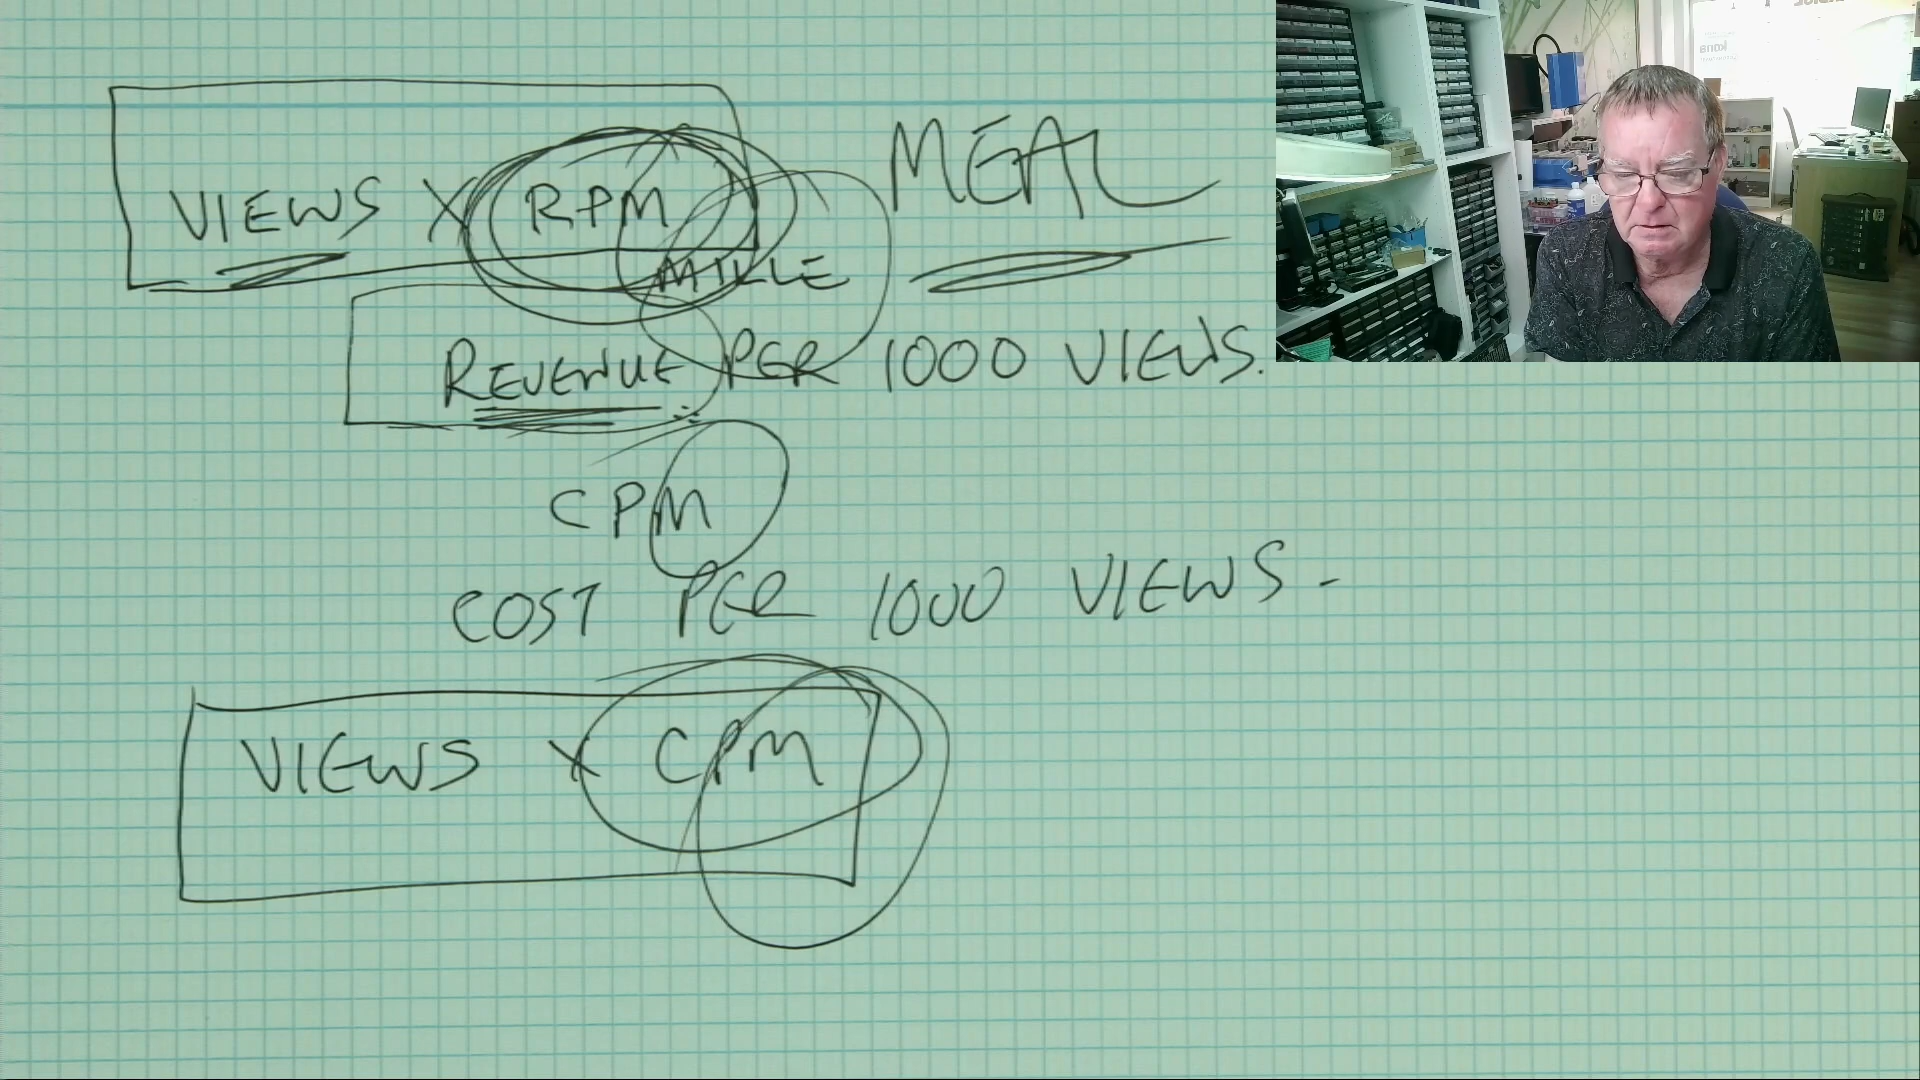 VIEWS X RPM MEAL
MILLE
REVENUE PER 1000 VIEWS.
CPM
COST PER 1000 VIEWS -
VIEWS X CPM